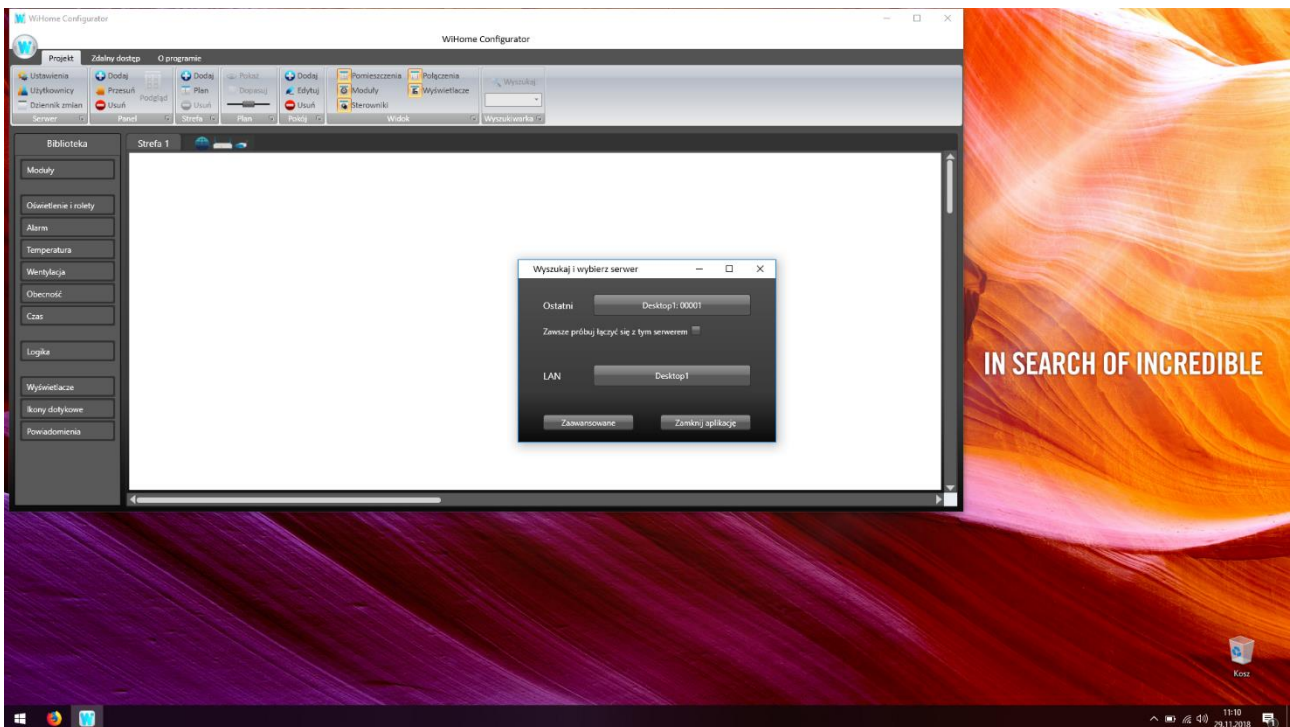 WiHome Configurator
WiHome Configurator
Projekt Zdalny dostęp O programie
Ustawienia Dodaj Dodaj Pokaż Dodaj Pomieszczenia Połączenia Wyszukaj
Użytkownicy Przesuń Podgląd Plan Dopasuj Edytuj Moduły Wyświetlacze
Dziennik zmian Usuń Usuń Usuń Sterowniki
Serwer Panel Strefa Plan Pokój Widok Wyszukiwarka
Biblioteka Strefa 1
Moduły
Oświetlenie i rolety
Alarm
Temperatura
Wentylacja
Obecność
Czas
Logika
Wyświetlacze
Ikony dotykowe
Powiadomienia
Wyszukaj i wybierz serwer
Ostatni Desktop1: 00001
Zawsze próbuj łączyć się z tym serwerem
LAN Desktop1
Zaawansowane Zamknij aplikację
IN SEARCH OF INCREDIBLE
Kosz
11:10
29.11.2018